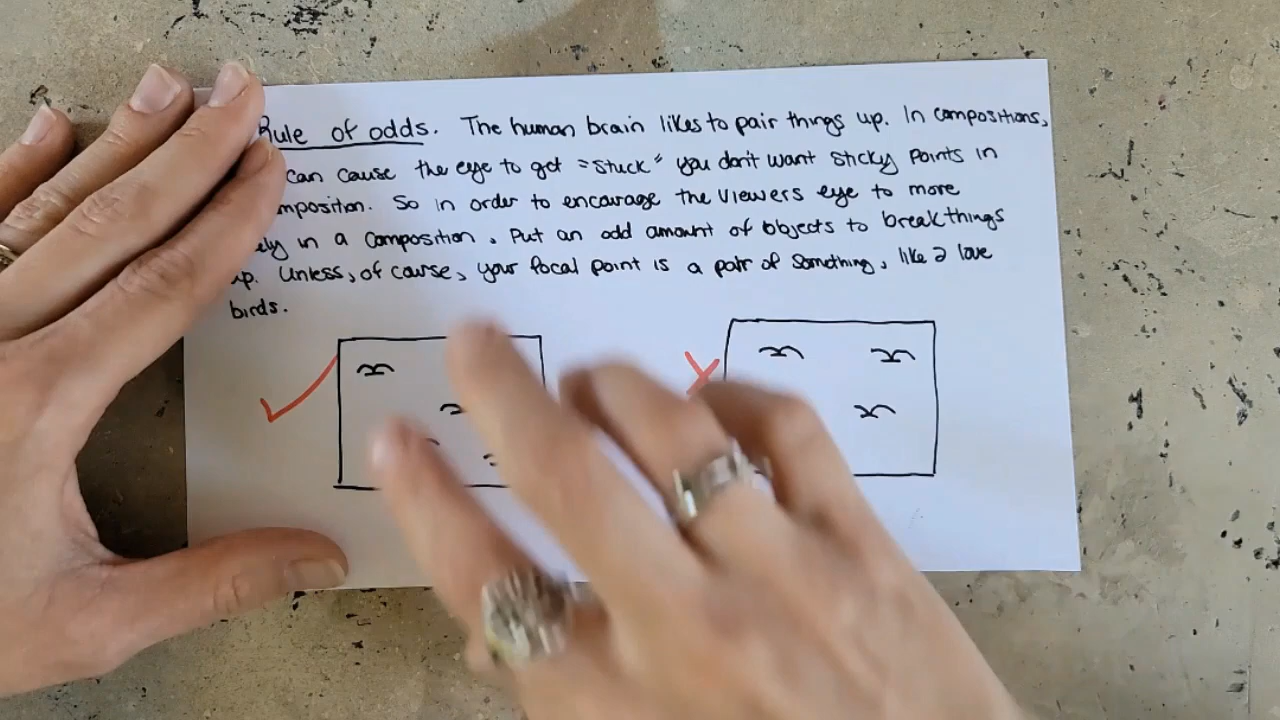 Rule of odds. The human brain likes to pair things up. In compositions,
can cause the eye to get "stuck" you don't want sticky points in
So in order to encourage the viewers eye to more
in a composition. Put an odd amount of objects to break things
up. Unless, of course, your focal point is a pair of something, like 2 love
birds.